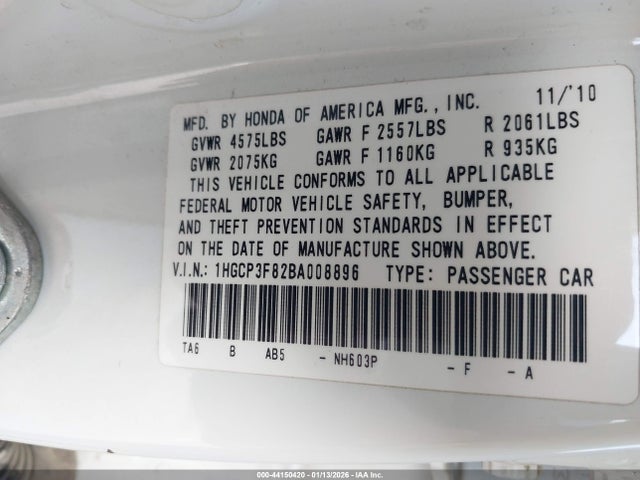 MFD. BY HONDA OF AMERICA MFG., INC. 11/'10
GVWR 4575LBS GAWR F 2557LBS R 2061LBS
GVWR 2075KG GAWR F 1160KG R 935KG
THIS VEHICLE CONFORMS TO ALL APPLICABLE
FEDERAL MOTOR VEHICLE SAFETY, BUMPER,
AND THEFT PREVENTION STANDARDS IN EFFECT
ON THE DATE OF MANUFACTURE SHOWN ABOVE.
V.I.N.: 1HGCP3F82BA008896 TYPE: PASSENGER CAR
TA6 B AB5 - NH603P - F - A
000-44150420 - 01/13/2026 - IAA Inc.